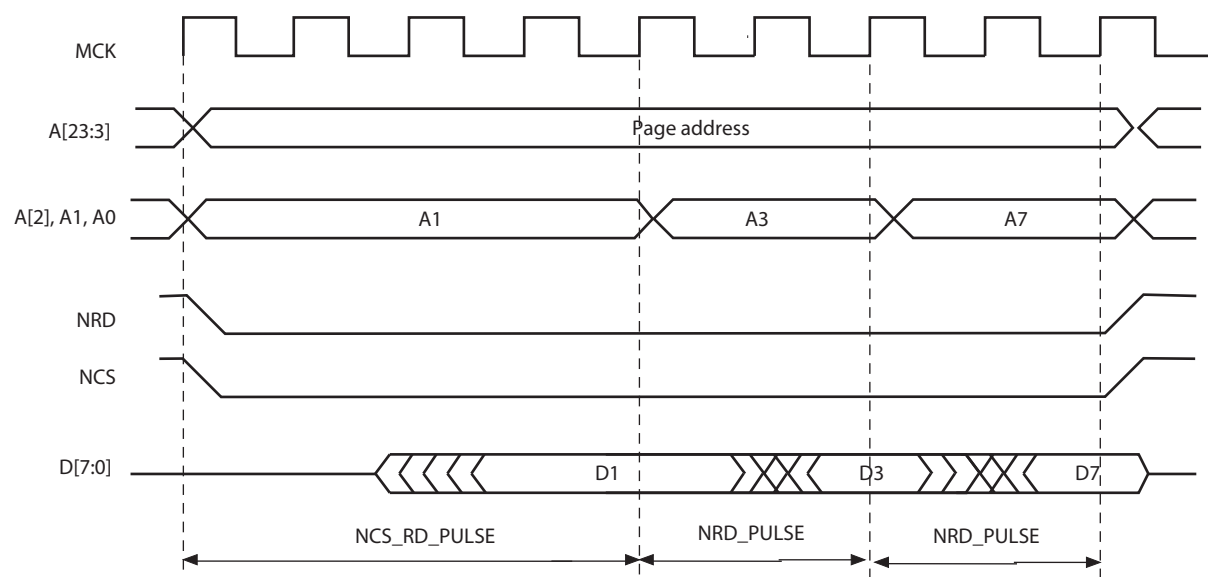 MCK
A[23:3]
Page address
A[2], A1, A0
A1
A3
A7
NRD
NCS
D[7:0]
D1
D3
D7
NCS_RD_PULSE
NRD_PULSE
NRD_PULSE